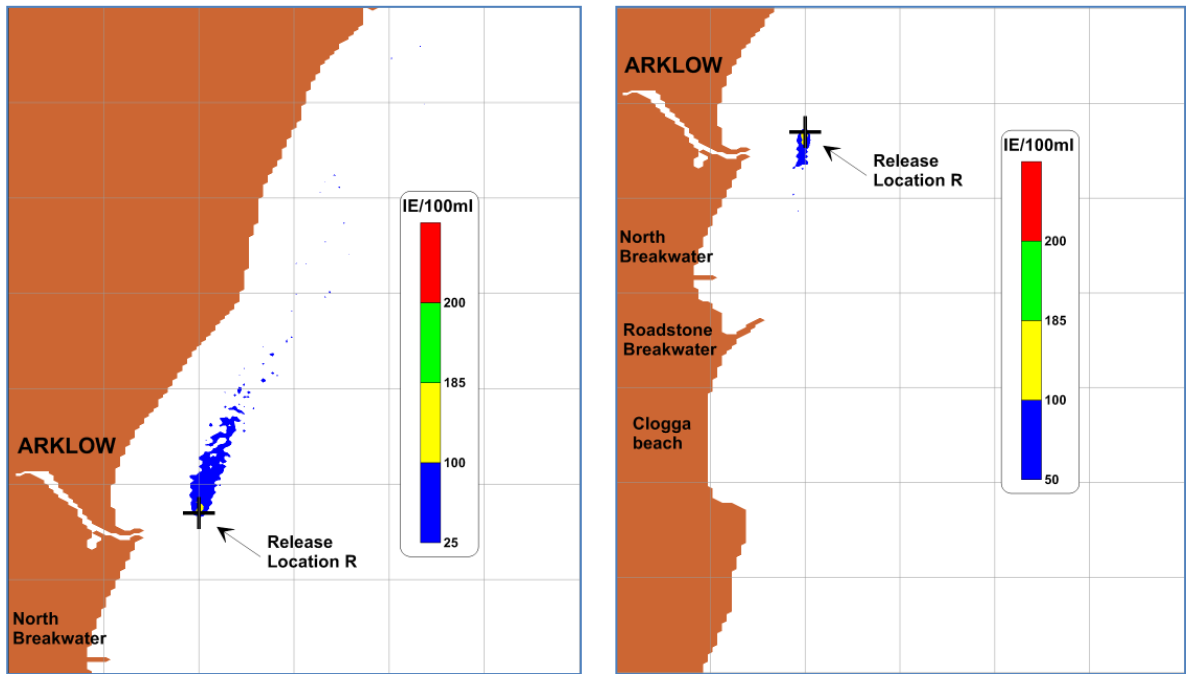 ARKLOW
IE/100ml
200
185
100
25
Release
Location R
North
Breakwater
ARKLOW
IE/100ml
200
185
100
50
Release
Location R
North
Breakwater
Roadstone
Breakwater
Clogga
beach